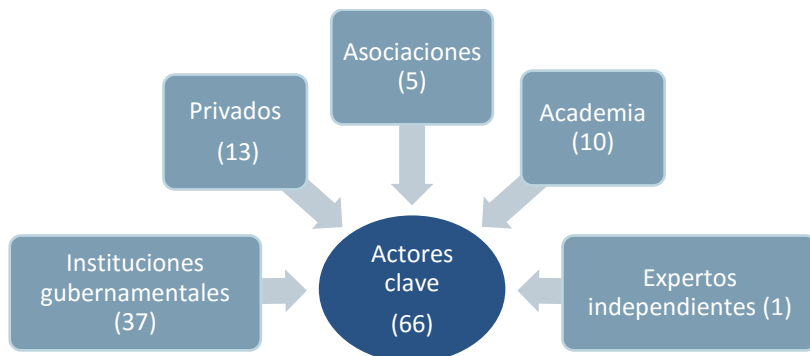 Asociaciones
(5)
Privados
(13)
Academia
(10)
Instituciones
gubernamentales
(37)
Actores
clave
(66)
Expertos
independientes (1)